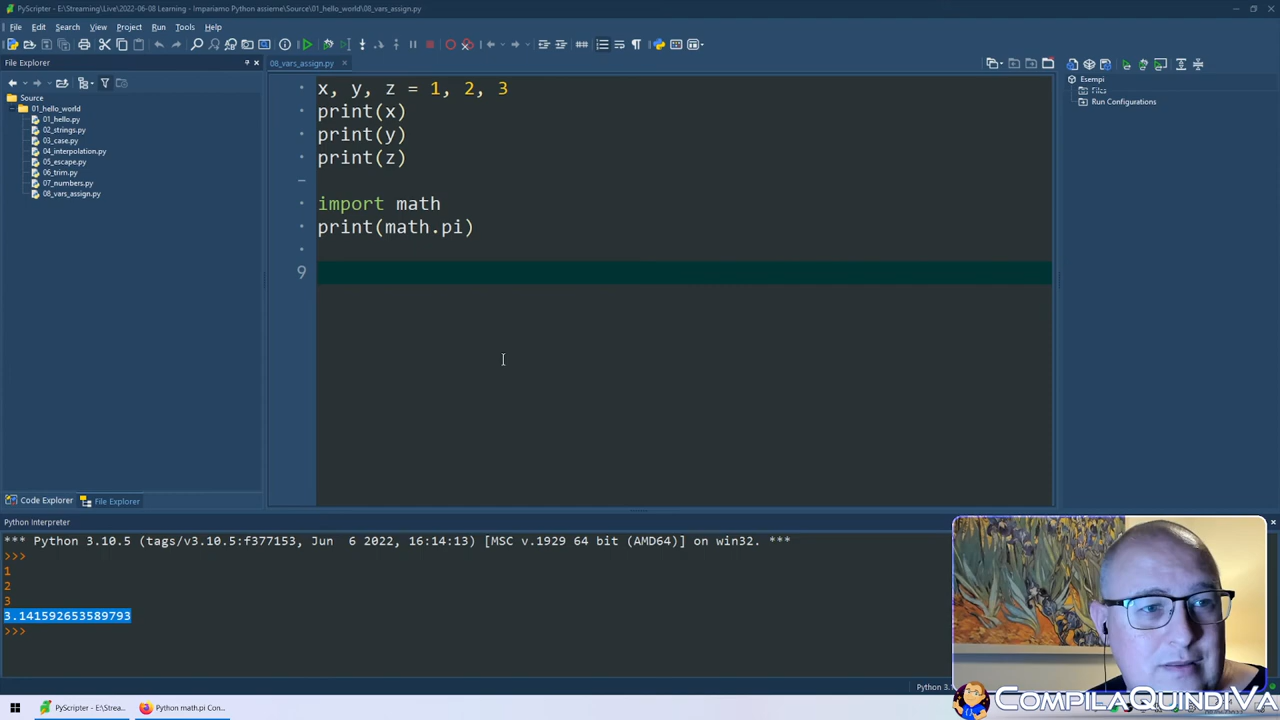 PyScripter - E:\Streaming\Live\2022-06-08 Learning - Impariamo Python assieme\Source\01_hello_world\08_vars_assign.py
File Edit Search View Project Run Tools Help
File Explorer
08_vars_assign.py
Source
01_hello_world
01_hello.py
02_strings.py
03_case.py
04_interpolation.py
05_escape.py
06_trim.py
07_numbers.py
08_vars_assign.py
x, y, z = 1, 2, 3
print(x)
print(y)
print(z)
import math
print(math.pi)
9
Esempi
Files
Run Configurations
Code Explorer
File Explorer
Python Interpreter
*** Python 3.10.5 (tags/v3.10.5:f377153, Jun  6 2022, 16:14:13) [MSC v.1929 64 bit (AMD64)] on win32. ***
>>>
1
2
3
3.141592653589793
>>>
CompilaQuindiVa
PyScripter - E:\Strea...
Python math.pi Con...